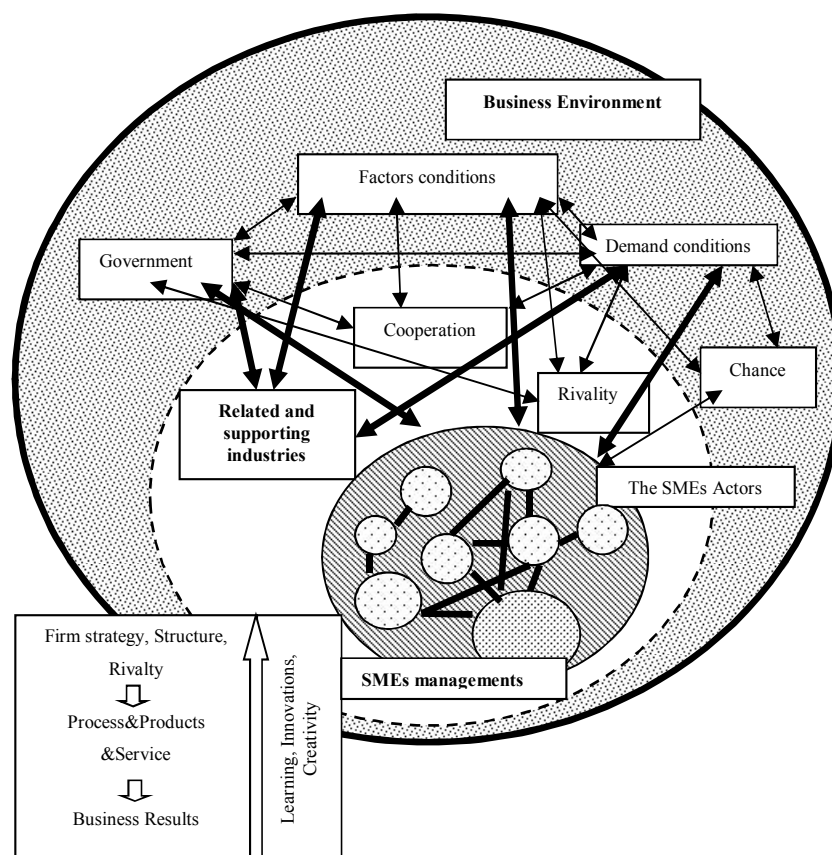 Business Environment
Factors conditions
Demand conditions
Government
Cooperation
Chance
Rivality
Related and
supporting
industries
The SMEs Actors
Firm strategy, Structure,
Rivalty
Process&Products
&Service
Business Results
Learning, Innovations,
Creativity
SMEs managements